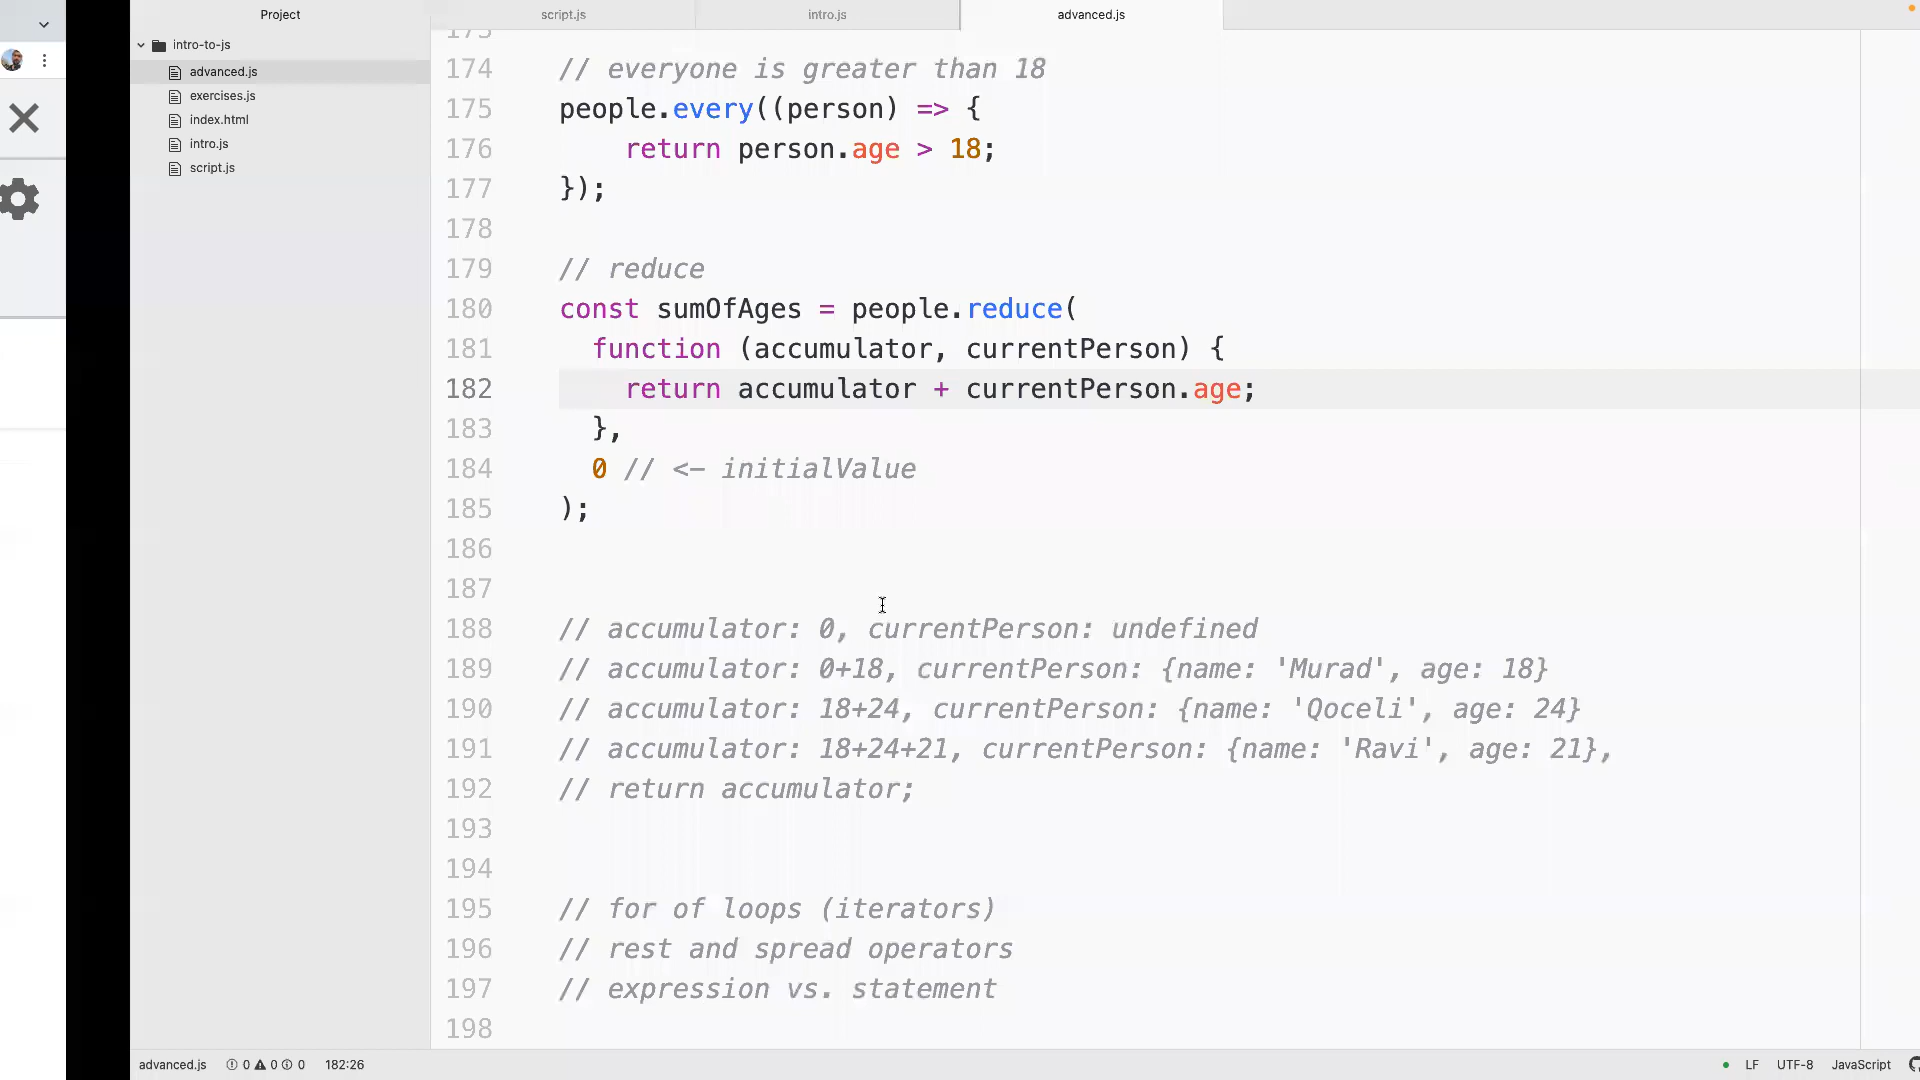 Project
script.js
intro.js
advanced.js
intro-to-js
advanced.js
exercises.js
index.html
intro.js
script.js
174 // everyone is greater than 18
175 people.every((person) => {
176 return person.age > 18;
177 });
178
179 // reduce
180 const sumOfAges = people.reduce(
181 function (accumulator, currentPerson) {
182 return accumulator + currentPerson.age;
183 },
184 0 // <- initialValue
185 );
186
187
188 // accumulator: 0, currentPerson: undefined
189 // accumulator: 0+18, currentPerson: {name: 'Murad', age: 18}
190 // accumulator: 18+24, currentPerson: {name: 'Qoceli', age: 24}
191 // accumulator: 18+24+21, currentPerson: {name: 'Ravi', age: 21},
192 // return accumulator;
193
194
195 // for of loops (iterators)
196 // rest and spread operators
197 // expression vs. statement
198
advanced.js 0 0 0 182:26 LF UTF-8 JavaScript